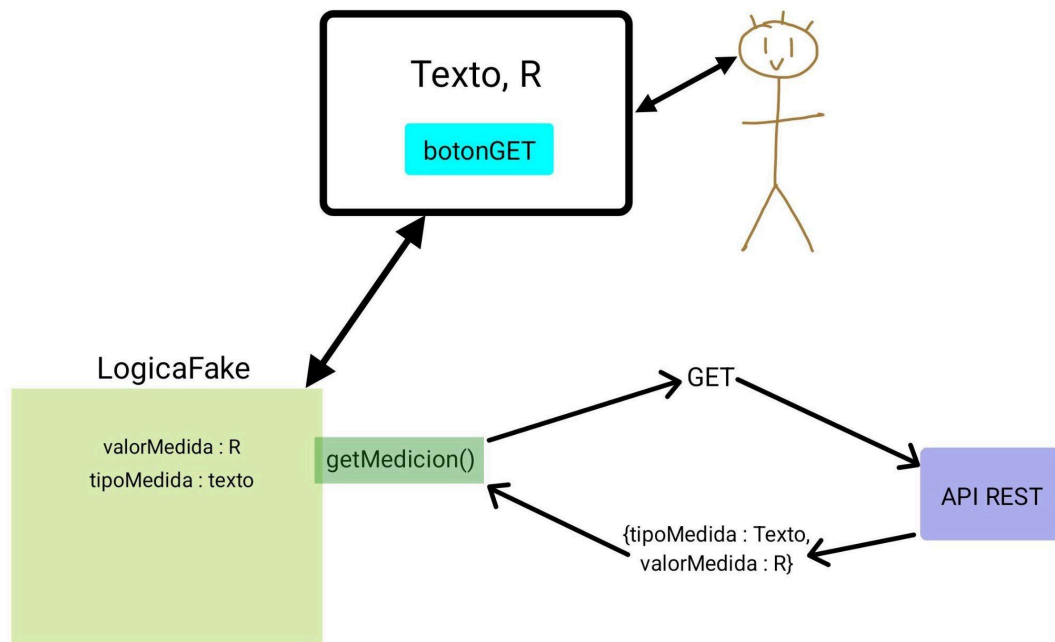 Texto, R
botonGET
LogicaFake
valorMedida : R
tipoMedida : texto
getMedicion()
GET
API REST
{tipoMedida : Texto,
valorMedida : R}